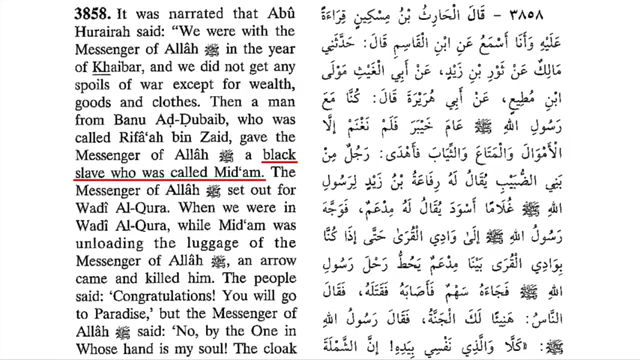 3858. It was narrated that Abû
Hurairah said: "We were with the
Messenger of Allâh ﷺ in the year
of Khaibar, and we did not get any
spoils of war except for wealth,
goods and clothes. Then a man
from Banu Aḍ-Ḍubaib, who was
called Rifâ'ah bin Zaid, gave the
Messenger of Allâh ﷺ a black
slave who was called Mid'am. The
Messenger of Allâh ﷺ set out for
Wadî Al-Qura. When we were in
Wadî Al-Qura, while Mid'am was
unloading the luggage of the
Messenger of Allâh ﷺ, an arrow
came and killed him. The people
said: 'Congratulations! You will go
to Paradise,' but the Messenger of
Allâh ﷺ said: 'No, by the One in
Whose hand is my soul! The cloak
٣٨٥٨ - قَالَ الْحَارِثُ بْنُ مِسْكِينٍ قِرَاءَةً
عَلَيْهِ وَأَنَا أَسْمَعُ عَنِ ابْنِ الْقَاسِمِ قَالَ: حَدَّثَنِي
مَالِكٌ عَنْ ثَوْرِ بْنِ زَيْدٍ، عَنْ أَبِي الْغَيْثِ مَوْلَى
ابْنِ مُطِيعٍ، عَنْ أَبِي هُرَيْرَةَ قَالَ: كُنَّا مَعَ
رَسُولِ اللهِ ﷺ عَامَ خَيْبَرَ فَلَمْ نَغْنَمْ إِلَّا
الْأَمْوَالَ وَالْمَتَاعَ وَالثِّيَابَ فَأَهْدَى: رَجُلٌ مِنْ
بَنِي الضُّبَيْبِ يُقَالُ لَهُ رِفَاعَةُ بْنُ زَيْدٍ لِرَسُولِ اللهِ
ﷺ غُلَامًا أَسْوَدَ يُقَالُ لَهُ مِدْعَمٌ، فَوَجَّهَ
رَسُولُ اللهِ ﷺ إِلَى وَادِي الْقُرَى حَتَّى إِذَا كُنَّا
بِوَادِي الْقُرَى بَيْنَا مِدْعَمٌ يَحُطُّ رَحْلَ رَسُولِ
اللهِ ﷺ فَجَاءَهُ سَهْمٌ فَأَصَابَهُ فَقَتَلَهُ، فَقَالَ
النَّاسُ: هَنِيئًا لَكَ الْجَنَّةُ، فَقَالَ رَسُولُ اللهِ
ﷺ: «كَلَّا وَالَّذِي نَفْسِي بِيَدِهِ! إِنَّ الشَّمْلَةَ